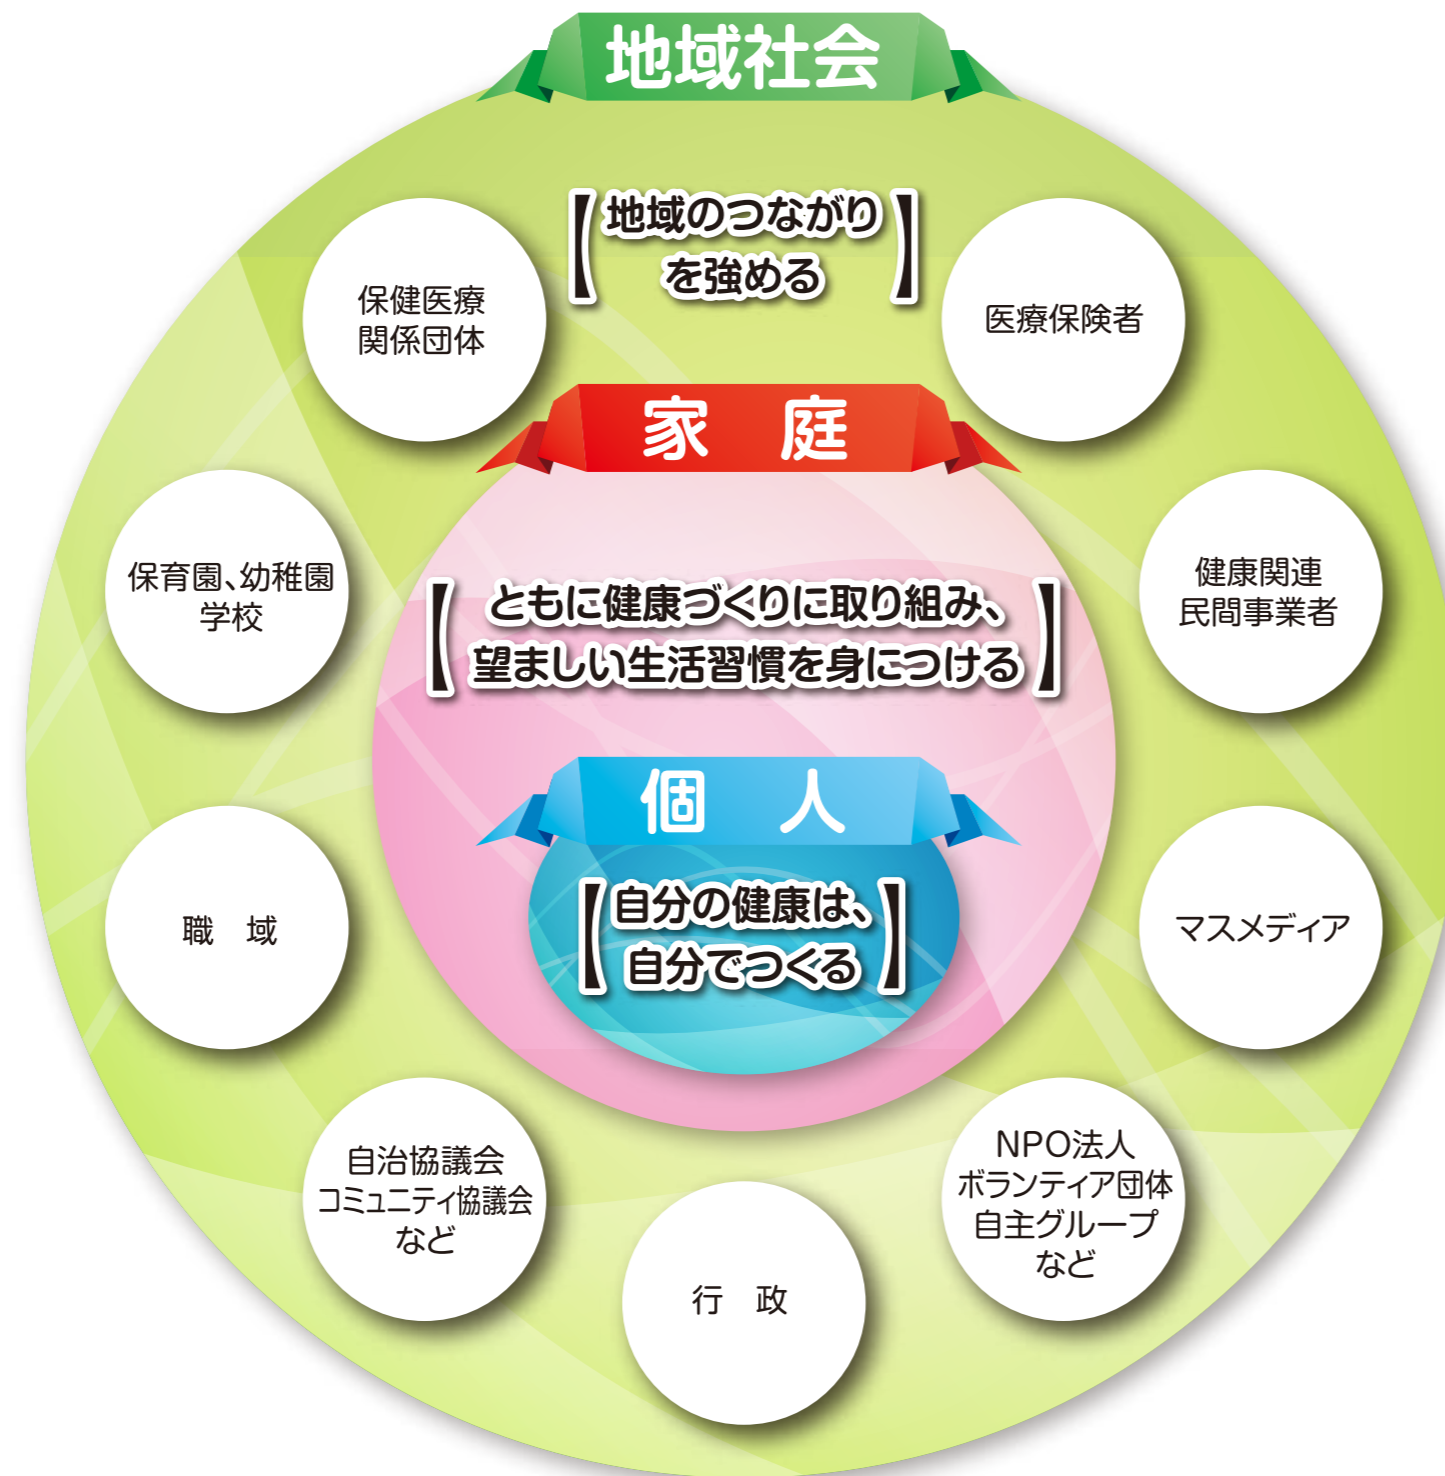 地域社会
【地域のつながり
を強める】
保健医療
関係団体
医療保険者
家　庭
保育園、幼稚園
学校
健康関連
民間事業者
【ともに健康づくりに取り組み、
望ましい生活習慣を身につける】
個　人
【自分の健康は、
自分でつくる】
職　域
マスメディア
自治協議会
コミュニティ協議会
など
NPO法人
ボランティア団体
自主グループ
など
行　政